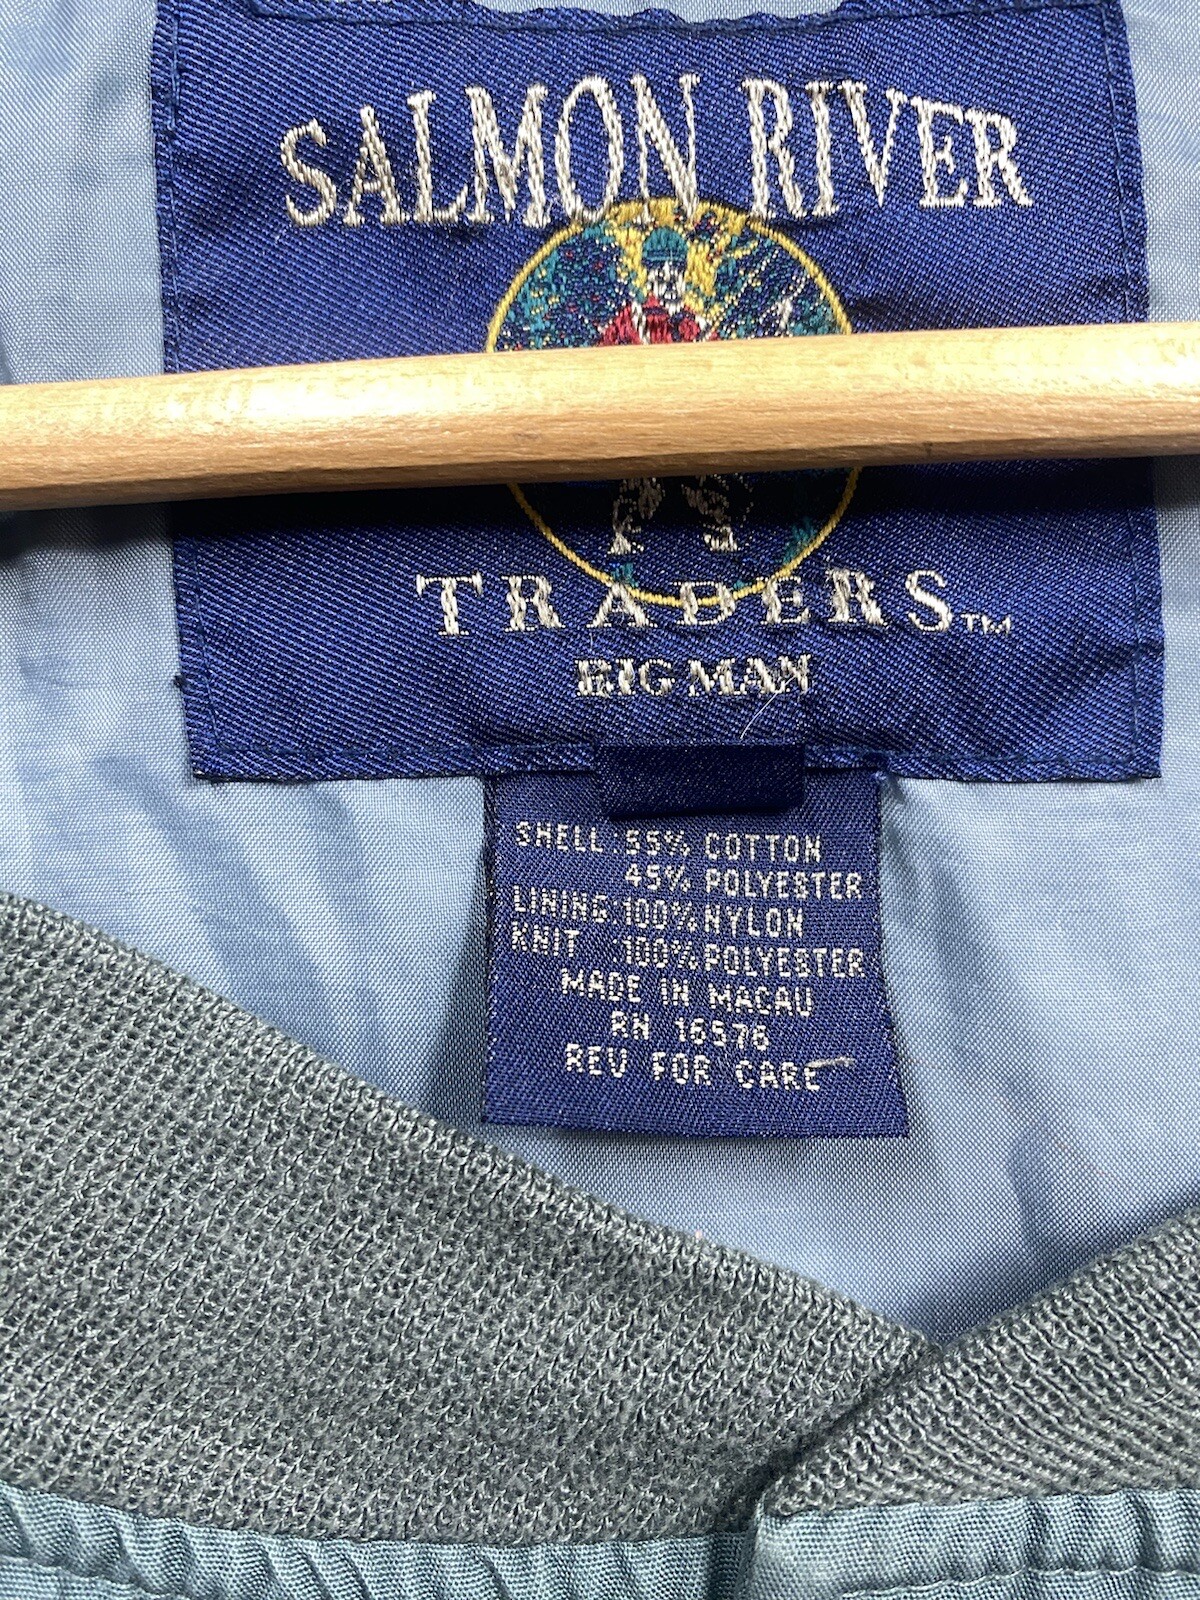 SALMON RIVER
TRADERS™
BIG MAN
SHELL: 55% COTTON
45% POLYESTER
LINING: 100% NYLON
KNIT :100% POLYESTER
MADE IN MACAU
RN 16576
REV FOR CARE